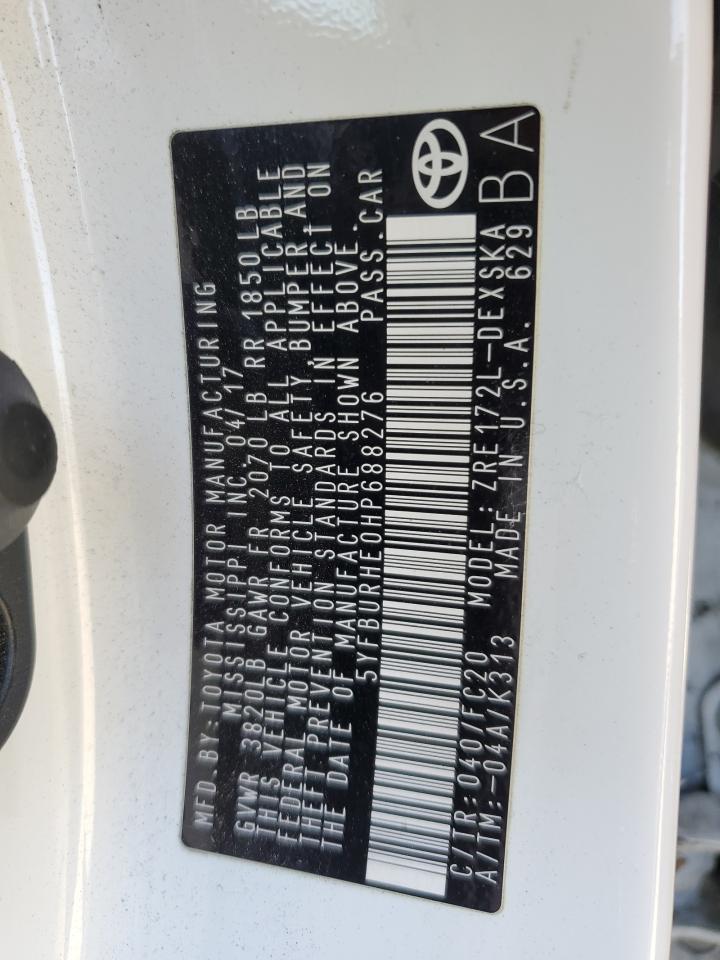 MFD. BY: TOYOTA MOTOR MANUFACTURING
MISSISSIPPI INC. 04/17
GVWR 3820LB GAWR FR 2070 LB RR 1850LB
THIS VEHICLE CONFORMS TO ALL APPLICABLE
FEDERAL MOTOR VEHICLE SAFETY, BUMPER AND
THEFT PREVENTION STANDARDS IN EFFECT ON
THE DATE OF MANUFACTURE SHOWN ABOVE.
5YFBURHE0HP688276 PASS.CAR
C/TR:040/FC20 MODEL:ZRE172L-DEXSKA
A/TM:-04A/K313 MADE IN U.S.A. 629 BA